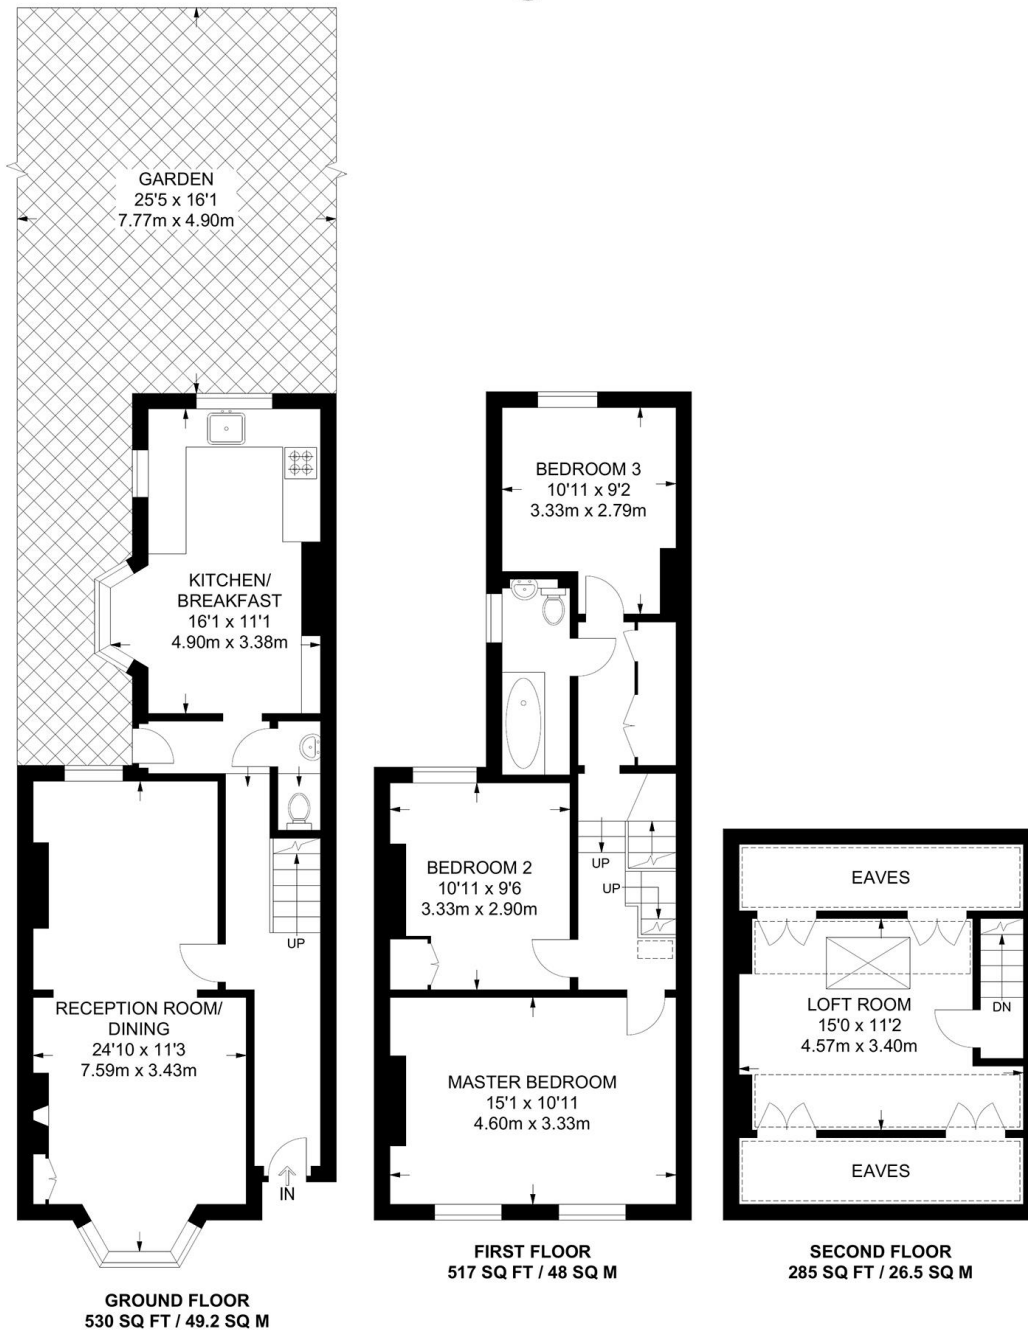 GARDEN
25'5 x 16'1
7.77m x 4.90m
KITCHEN/
BREAKFAST
16'1 x 11'1
4.90m x 3.38m
UP
RECEPTION ROOM/
DINING
24'10 x 11'3
7.59m x 3.43m
IN
GROUND FLOOR
530 SQ FT / 49.2 SQ M
BEDROOM 3
10'11 x 9'2
3.33m x 2.79m
UP
UP
BEDROOM 2
10'11 x 9'6
3.33m x 2.90m
MASTER BEDROOM
15'1 x 10'11
4.60m x 3.33m
FIRST FLOOR
517 SQ FT / 48 SQ M
EAVES
LOFT ROOM
15'0 x 11'2
4.57m x 3.40m
DN
EAVES
SECOND FLOOR
285 SQ FT / 26.5 SQ M